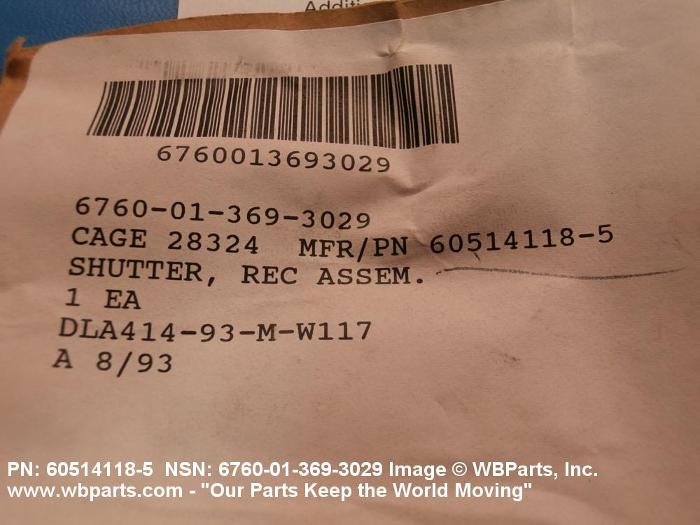 6760013693029
6760-01-369-3029
CAGE 28324 MFR/PN 60514118-5
SHUTTER, REC ASSEM.
1 EA
DLA414-93-M-W117
A 8/93
PN: 60514118-5 NSN: 6760-01-369-3029 Image © WBParts, Inc.
www.wbparts.com - "Our Parts Keep the World Moving"